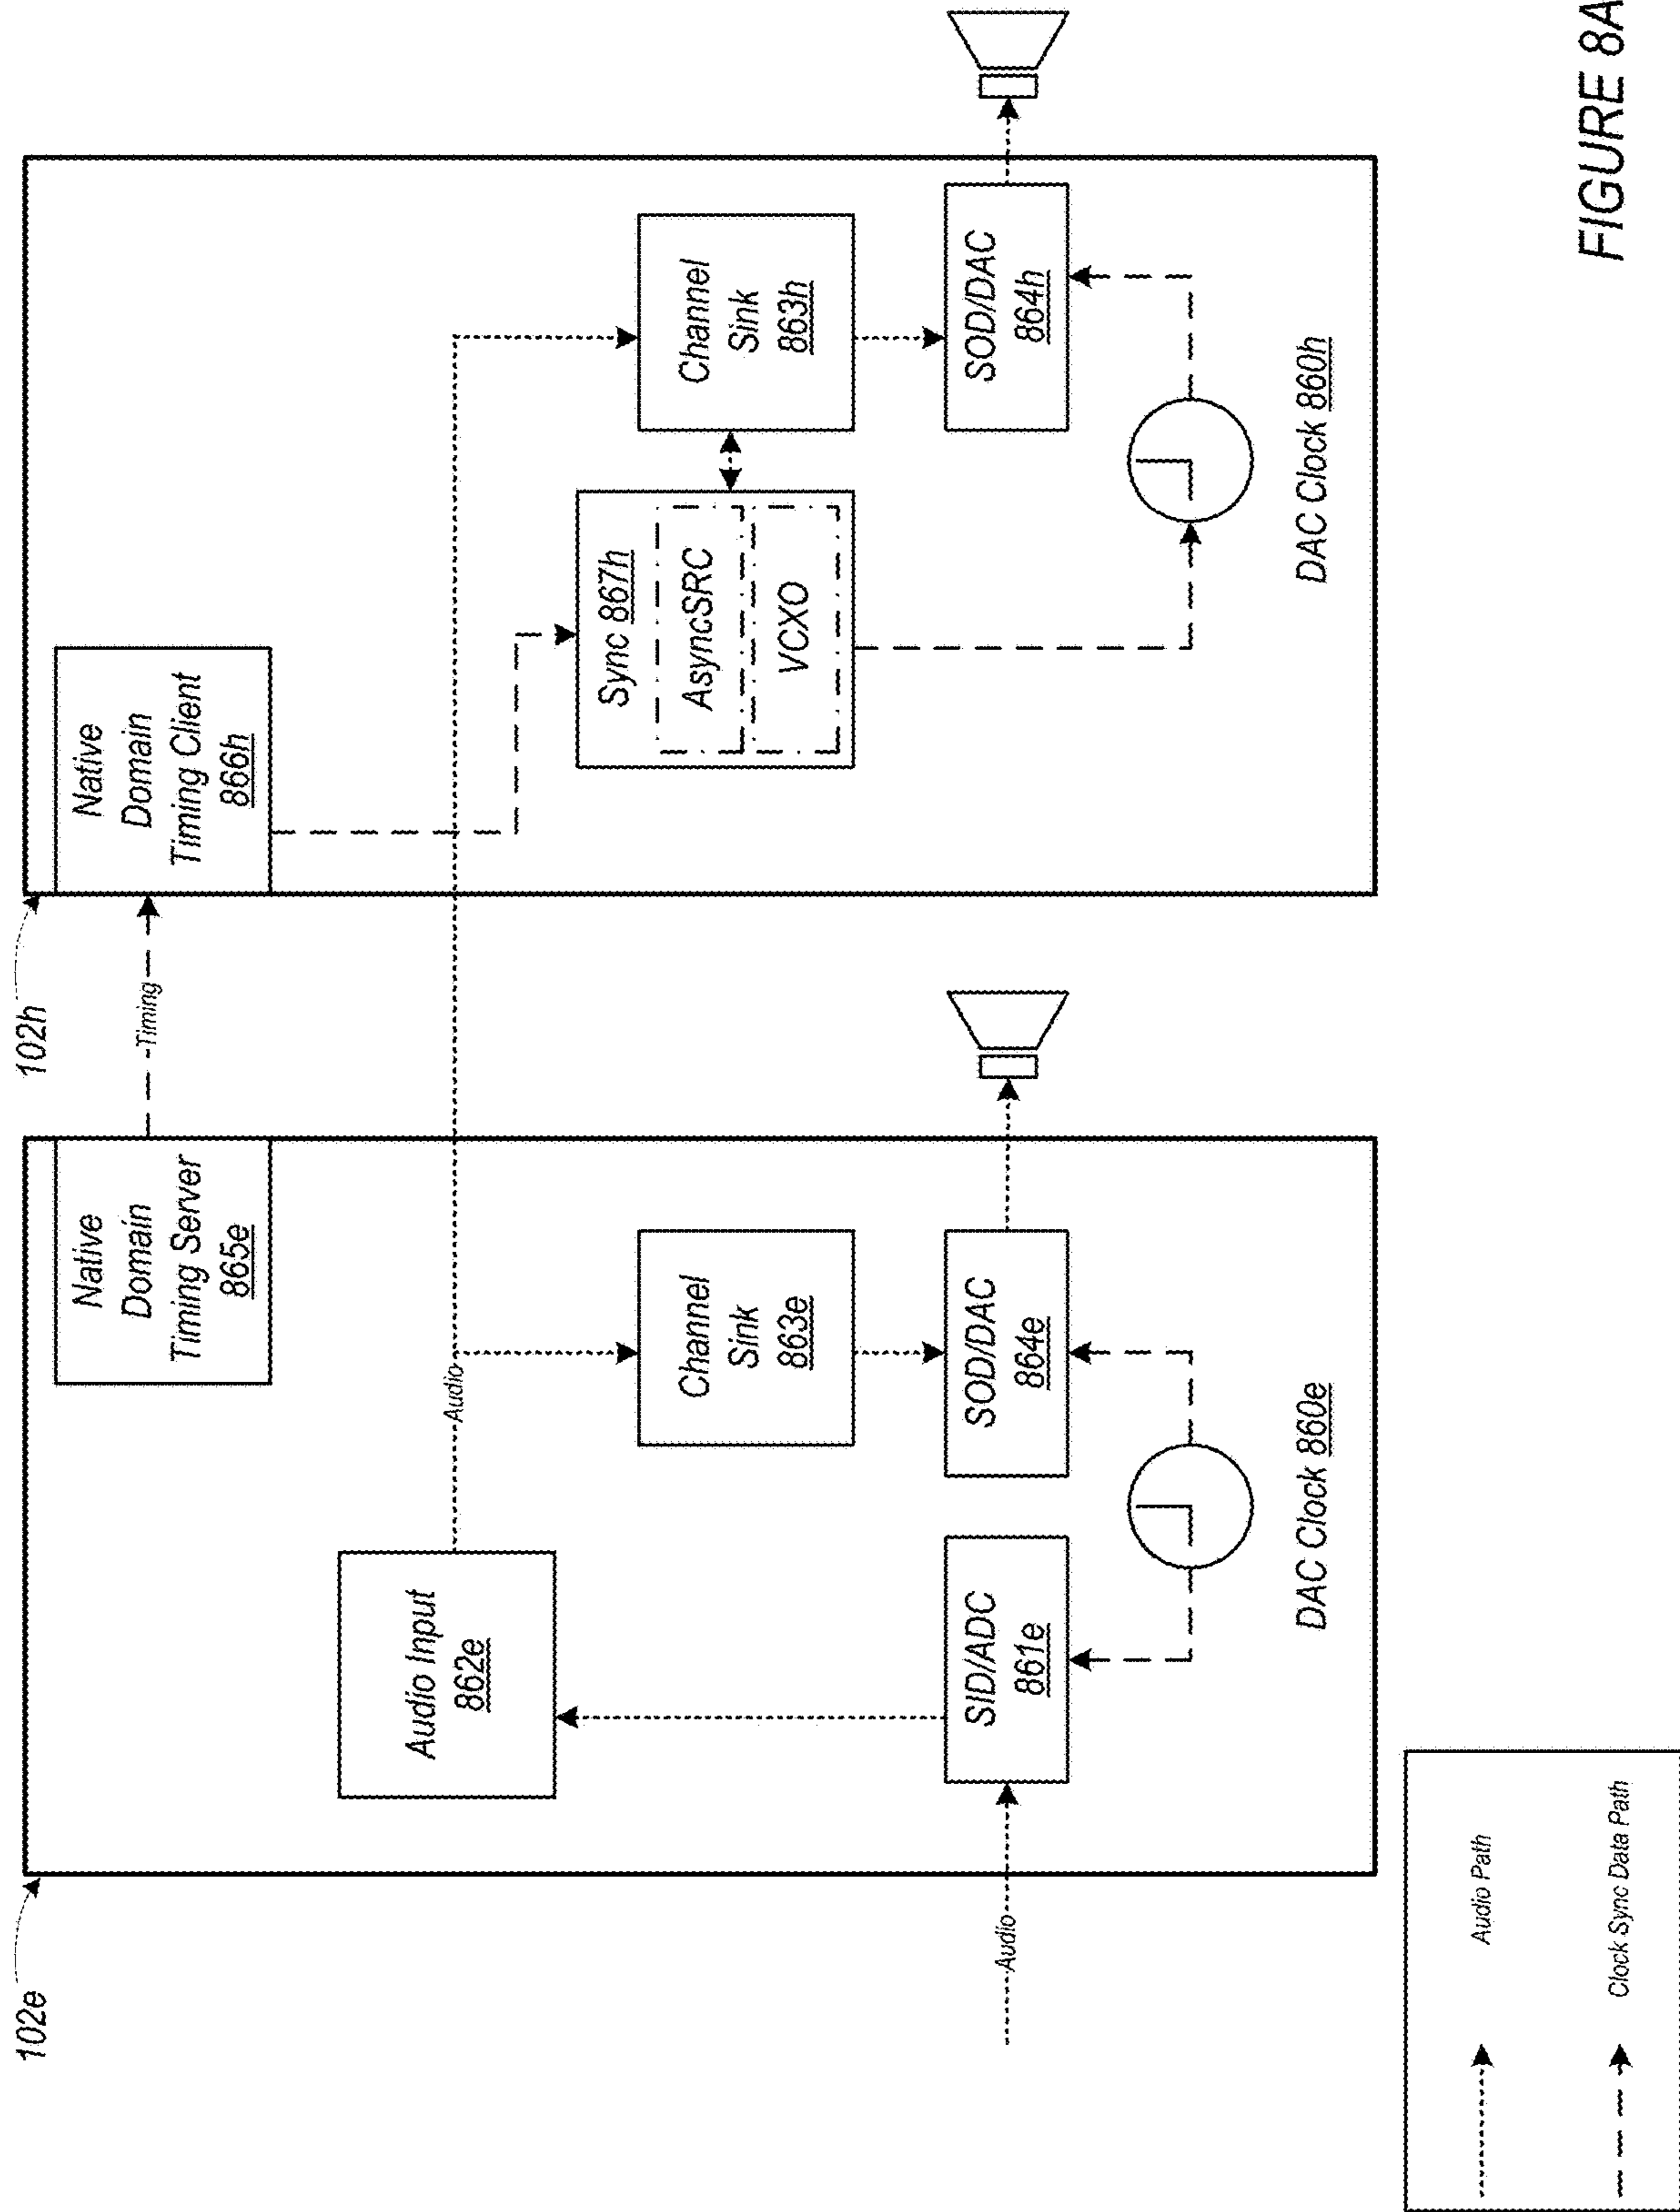 102e
102h
Native
Domain
Timing Server
865e
Timing
Native
Domain
Timing Client
866h
Audio Input
862e
Audio
Channel
Sink
863e
Sync 867h
AsyncSRC
VCXO
Channel
Sink
863h
Audio
SID/ADC
861e
SOD/DAC
864e
SOD/DAC
864h
DAC Clock 860e
DAC Clock 860h
Audio Path
Clock Sync Data Path
FIGURE 8A